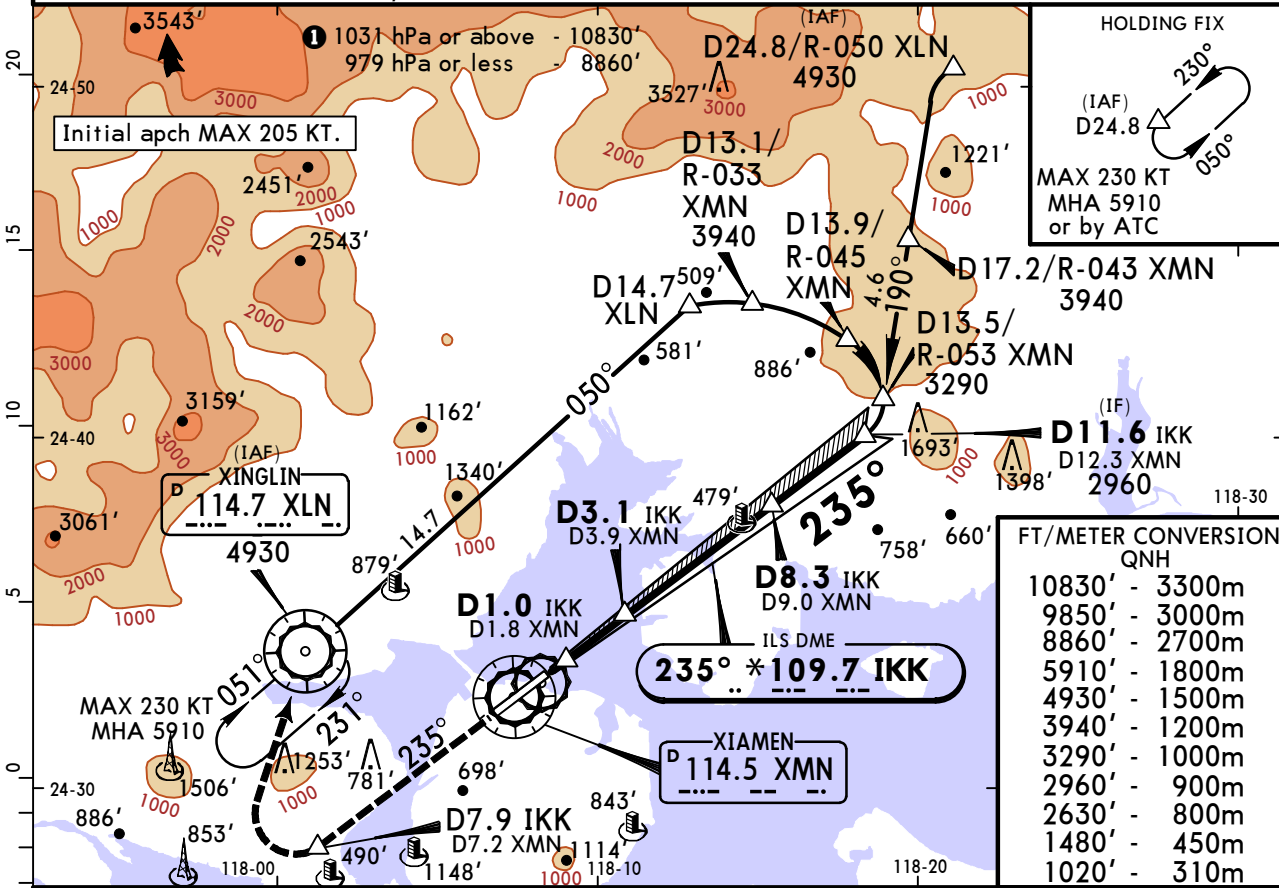 3543'
1 1031 hPa or above - 10830'
979 hPa or less - 8860'
(IAF)
D24.8/R-050 XLN
4930
HOLDING FIX
230°
(IAF)
D24.8
050°
MAX 230 KT
MHA 5910
or by ATC
20
24-50
3000
3527'
3000
1000
Initial apch MAX 205 KT.
2451'
2000
1000
2000
1000
D13.1/
R-033
XMN
3940
1221'
1000
1000
2000
2543'
2000
15
D13.9/
R-045
XMN
4.6
190°
D17.2/R-043 XMN
3940
D14.7
XLN
509'
581'
886'
D13.5/
R-053 XMN
3290
3000
050°
3159'
3000
1162'
1000
10
24-40
(IF)
D11.6 IKK
D12.3 XMN
2960
1693'
1000
1398'
(IAF)
XINGLIN
D 114.7 XLN
4930
1340'
1000
14.7
479'
235°
118-30
3061'
2000
1000
879'
D3.1 IKK
D3.9 XMN
758'
660'
D8.3 IKK
D9.0 XMN
5
D1.0 IKK
D1.8 XMN
ILS DME
235° *109.7 IKK
FT/METER CONVERSION
QNH
10830' - 3300m
9850' - 3000m
8860' - 2700m
5910' - 1800m
4930' - 1500m
3940' - 1200m
3290' - 1000m
2960' - 900m
2630' - 800m
1480' - 450m
1020' - 310m
051°
231°
MAX 230 KT
MHA 5910
235°
XIAMEN
D 114.5 XMN
0
24-30
1506'
1000
1253'
1000
781'
698'
843'
886'
853'
D7.9 IKK
D7.2 XMN
490'
1148'
1114'
1000
118-00
118-10
118-20